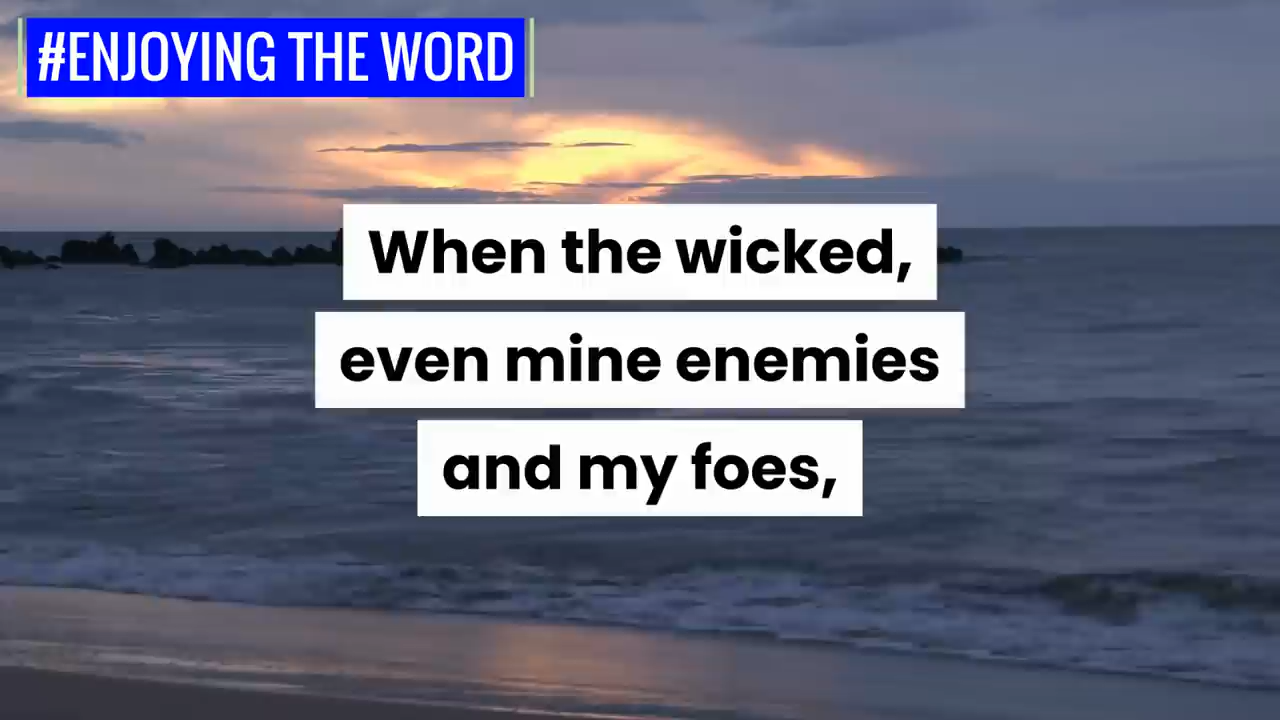 #ENJOYING THE WORD
When the wicked,
even mine enemies
and my foes,